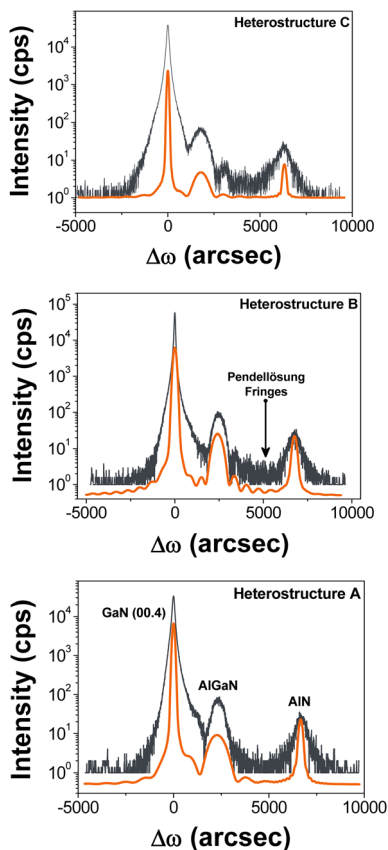 Heterostructure C
Intensity (cps)
10⁴
10³
10²
10¹
10⁰
-5000 0 5000 10000
Δω (arcsec)
Heterostructure B
Intensity (cps)
10⁵
10⁴
10³
10²
10¹
10⁰
Pendellösung
Fringes
-5000 0 5000 10000
Δω (arcsec)
Heterostructure A
Intensity (cps)
10⁴
10³
10²
10¹
10⁰
GaN (00.4)
AlGaN
AlN
-5000 0 5000 10000
Δω (arcsec)